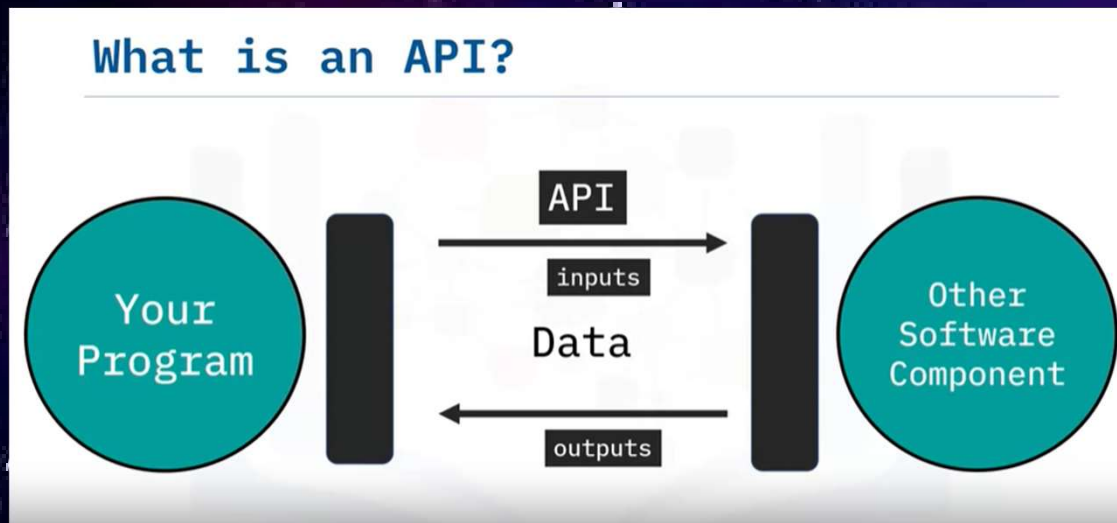 What is an API?
API
inputs
Your
Program
Data
Other
Software
Component
outputs